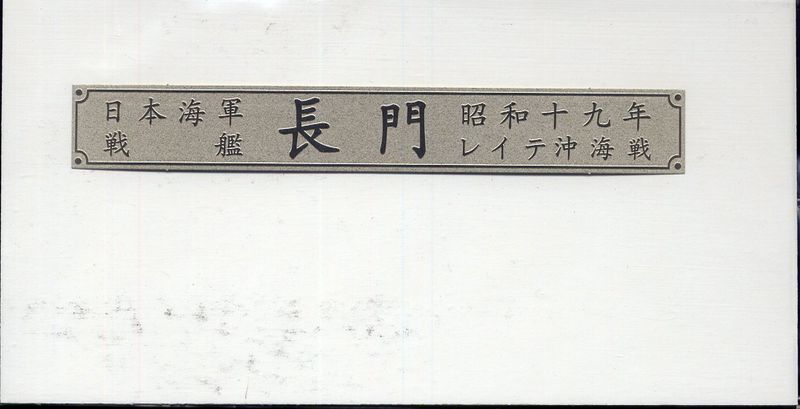 日本海軍
戦艦
長門
昭和十九年
レイテ沖海戦